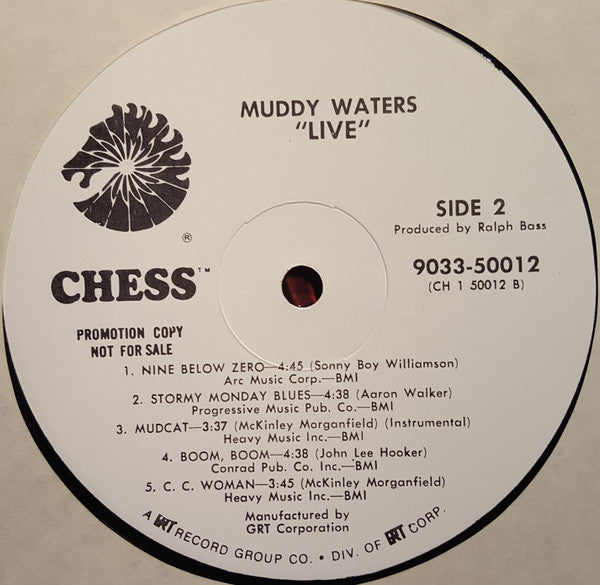 MUDDY WATERS
"LIVE"
SIDE 2
Produced by Ralph Bass
®
CHESS™
9033-50012
(CH 1 50012 B)
PROMOTION COPY
NOT FOR SALE
1. NINE BELOW ZERO—4:45 (Sonny Boy Williamson)
Arc Music Corp.—BMI
2. STORMY MONDAY BLUES—4:38 (Aaron Walker)
Progressive Music Pub. Co.—BMI
3. MUDCAT—3:37 (McKinley Morganfield) (Instrumental)
Heavy Music Inc.—BMI
4. BOOM, BOOM—4:38 (John Lee Hooker)
Conrad Pub. Co. Inc.—BMI
5. C. C. WOMAN—3:45 (McKinley Morganfield)
Heavy Music Inc.—BMI
Manufactured by
GRT Corporation
A GRT RECORD GROUP CO. • DIV. OF GRT CORP.